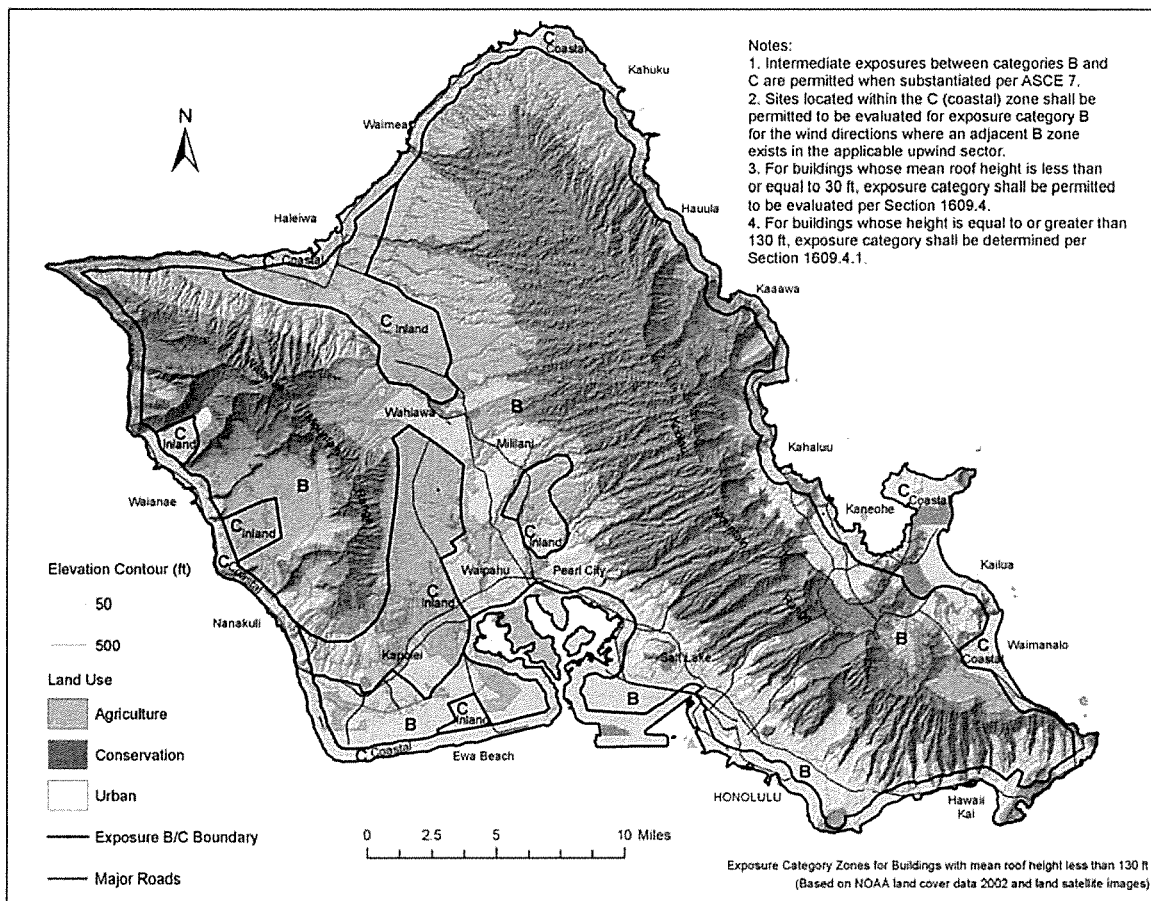 Notes:
1. Intermediate exposures between categories B and
C are permitted when substantiated per ASCE 7.
2. Sites located within the C (coastal) zone shall be
permitted to be evaluated for exposure category B
for the wind directions where an adjacent B zone
exists in the applicable upwind sector.
3. For buildings whose mean roof height is less than
or equal to 30 ft, exposure category shall be permitted
to be evaluated per Section 1609.4.
4. For buildings whose height is equal to or greater than
130 ft, exposure category shall be determined per
Section 1609.4.1.
N
C
Coastal
Kahuku
Waimea
Hauula
Haleiwa
C Coastal
Kaaawa
C Inland
Wahiawa
B
Mililani
Kahaluu
C
Inland
Waianae
B
Kaneohe
C
Coastal
C
Inland
C
Inland
Kailua
C
Coastal
Waipahu
Pearl City
C
Inland
Nanakuli
B
C
Coastal
Waimanalo
Kapolei
Salt Lake
B
C
Inland
B
C Coastal
Ewa Beach
B
HONOLULU
Hawaii
Kai
Elevation Contour (ft)
50
500
Land Use
Agriculture
Conservation
Urban
Exposure B/C Boundary
Major Roads
0 2.5 5 10 Miles
Exposure Category Zones for Buildings with mean roof height less than 130 ft
(Based on NOAA land cover data 2002 and land satellite images)